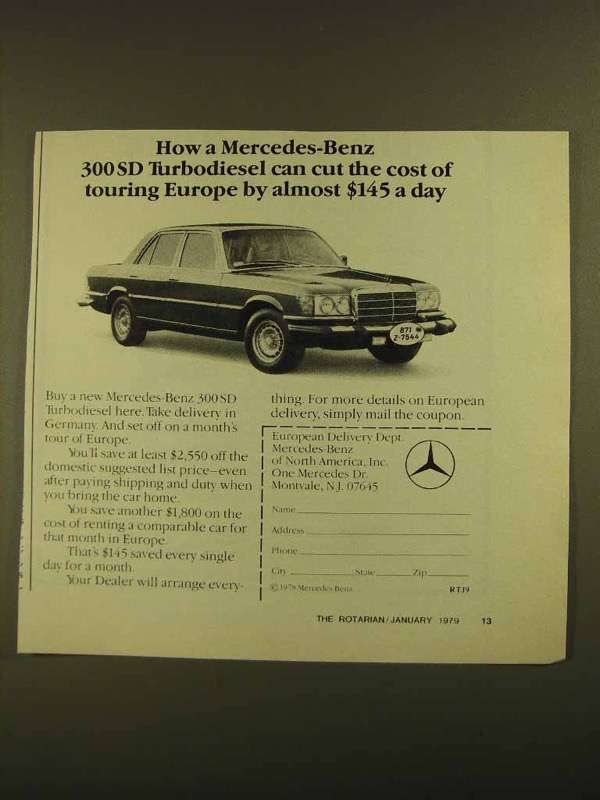 How a Mercedes-Benz
300SD Turbodiesel can cut the cost of
touring Europe by almost $145 a day
871
Z-7544
Buy a new Mercedes-Benz 300SD
Turbodiesel here. Take delivery in
Germany. And set off on a month's
tour of Europe.
You'll save at least $2,550 off the
domestic suggested list price–even
after paying shipping and duty when
you bring the car home.
You save another $1,800 on the
cost of renting a comparable car for
that month in Europe.
That's $145 saved every single
day for a month.
Your Dealer will arrange every-
thing. For more details on European
delivery, simply mail the coupon.
European Delivery Dept.
Mercedes-Benz
of North America, Inc.
One Mercedes Dr.
Montvale, N.J. 07645
Name
Address
Phone
City State Zip
© 1978 Mercedes-Benz RTJ9
THE ROTARIAN/JANUARY 1979 13